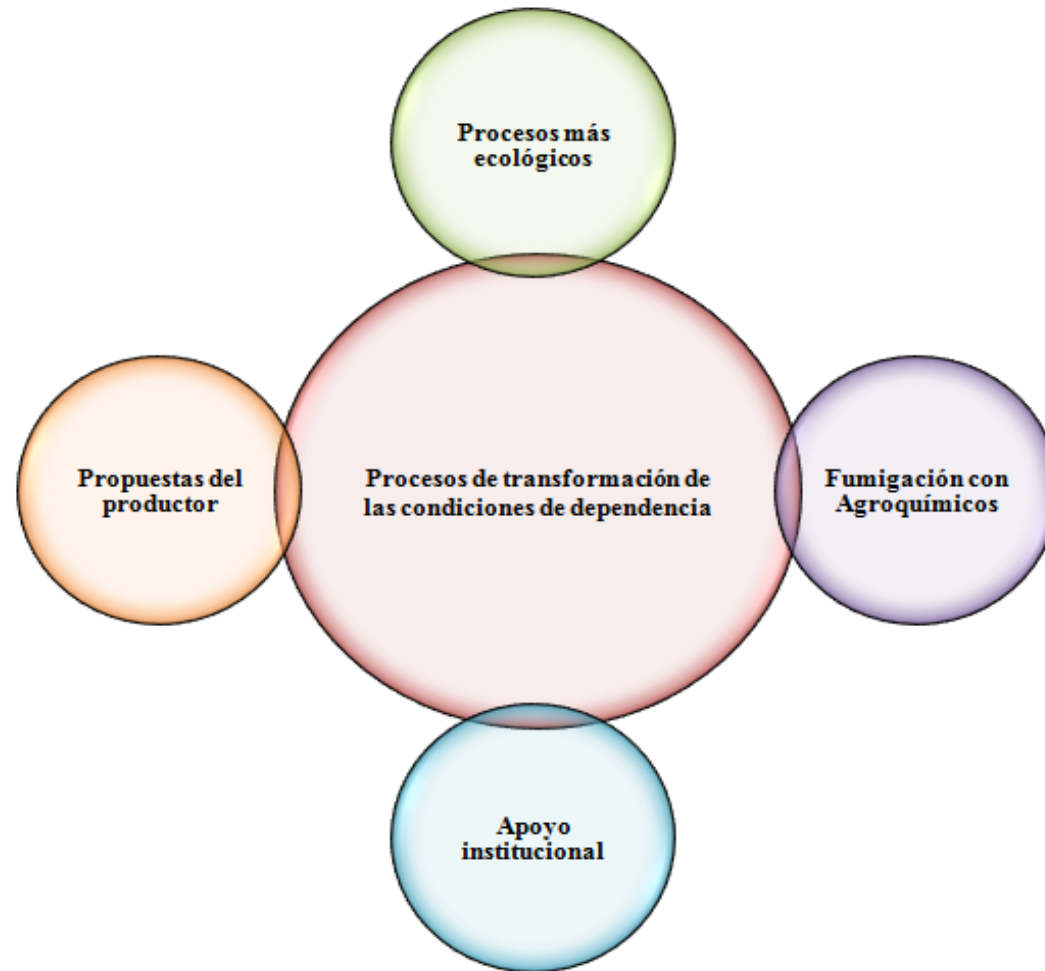 Procesos más
ecológicos
Propuestas del
productor
Procesos de transformación de
las condiciones de dependencia
Fumigación con
Agroquímicos
Apoyo
institucional